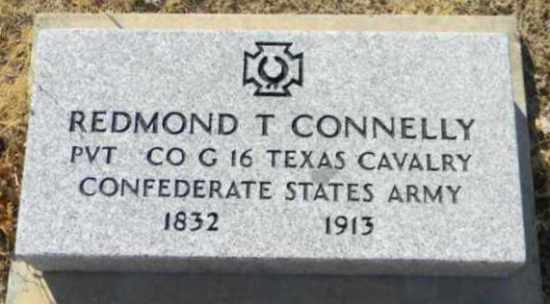 REDMOND T CONNELLY
PVT CO G 16 TEXAS CAVALRY
CONFEDERATE STATES ARMY
1832 1913